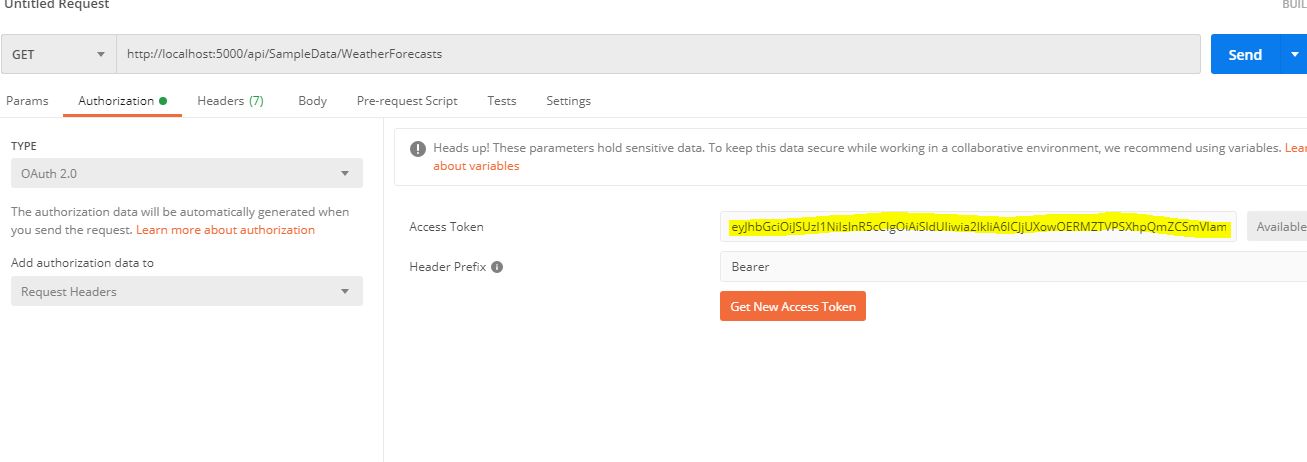 Untitled Request
BUIL
GET
http://localhost:5000/api/SampleData/WeatherForecasts
Send
Params
Authorization
Headers (7)
Body
Pre-request Script
Tests
Settings
TYPE
OAuth 2.0
The authorization data will be automatically generated when
you send the request. Learn more about authorization
Add authorization data to
Request Headers
Heads up! These parameters hold sensitive data. To keep this data secure while working in a collaborative environment, we recommend using variables. Lear
about variables
Access Token
Available
Header Prefix
Bearer
Get New Access Token